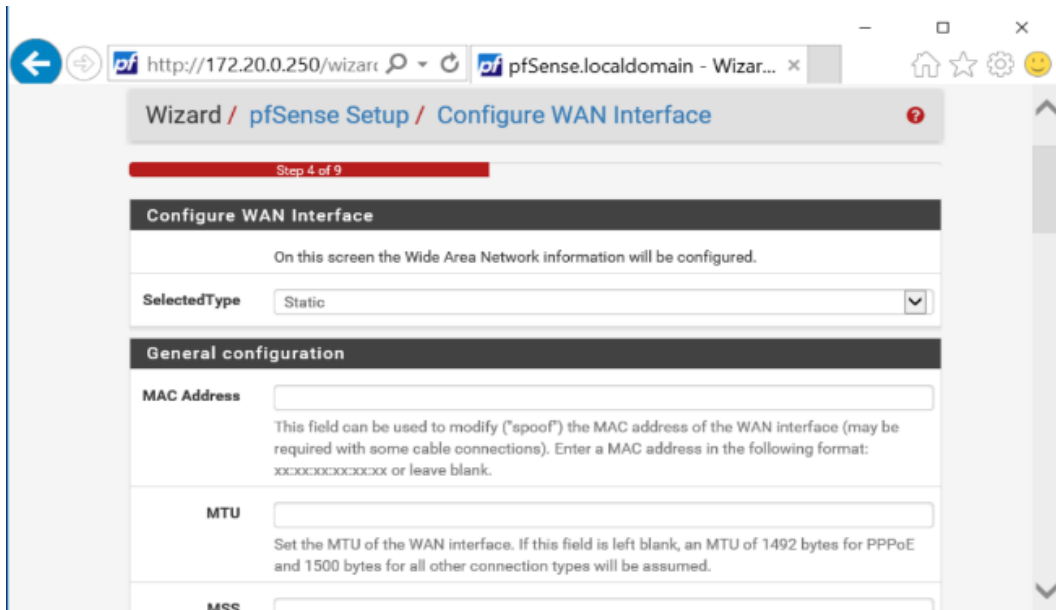 pf http://172.20.0.250/wizar pf pfSense.localdomain - Wizar... ×
Wizard / pfSense Setup / Configure WAN Interface ?
Step 4 of 9
Configure WAN Interface
On this screen the Wide Area Network information will be configured.
SelectedType Static
General configuration
MAC Address
This field can be used to modify ("spoof") the MAC address of the WAN interface (may be
required with some cable connections). Enter a MAC address in the following format:
xx:xx:xx:xx:xx:xx or leave blank.
MTU
Set the MTU of the WAN interface. If this field is left blank, an MTU of 1492 bytes for PPPoE
and 1500 bytes for all other connection types will be assumed.
MSS